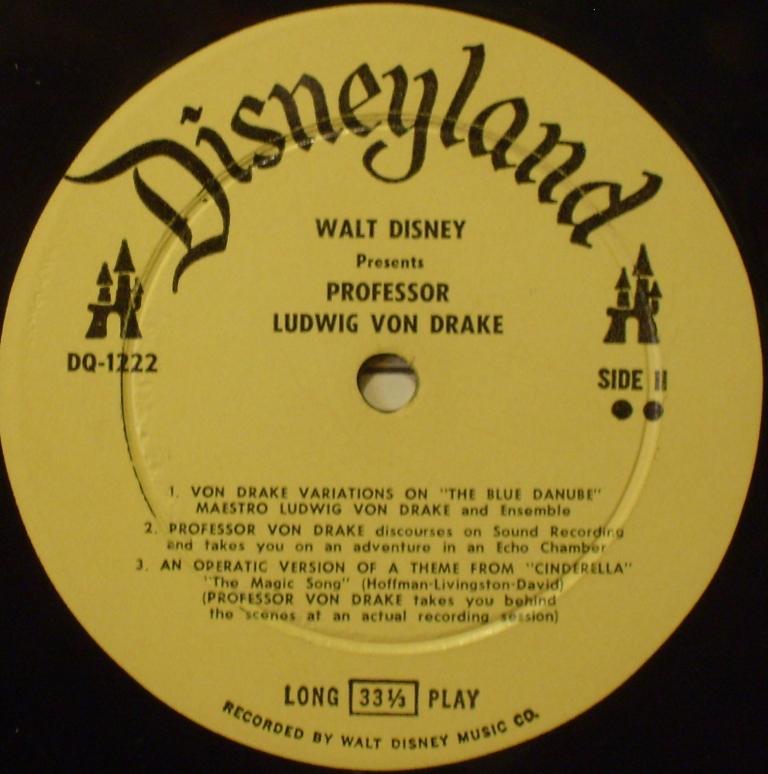 Disneyland
WALT DISNEY
Presents
PROFESSOR
LUDWIG VON DRAKE
DQ-1222
SIDE II
1. VON DRAKE VARIATIONS ON "THE BLUE DANUBE"
MAESTRO LUDWIG VON DRAKE and Ensemble
2. PROFESSOR VON DRAKE discourses on Sound Recording
and takes you on an adventure in an Echo Chamber
3. AN OPERATIC VERSION OF A THEME FROM "CINDERELLA"
"The Magic Song" (Hoffman-Livingston-David)
(PROFESSOR VON DRAKE takes you behind
the scenes at an actual recording session)
LONG 33⅓ PLAY
RECORDED BY WALT DISNEY MUSIC CO.